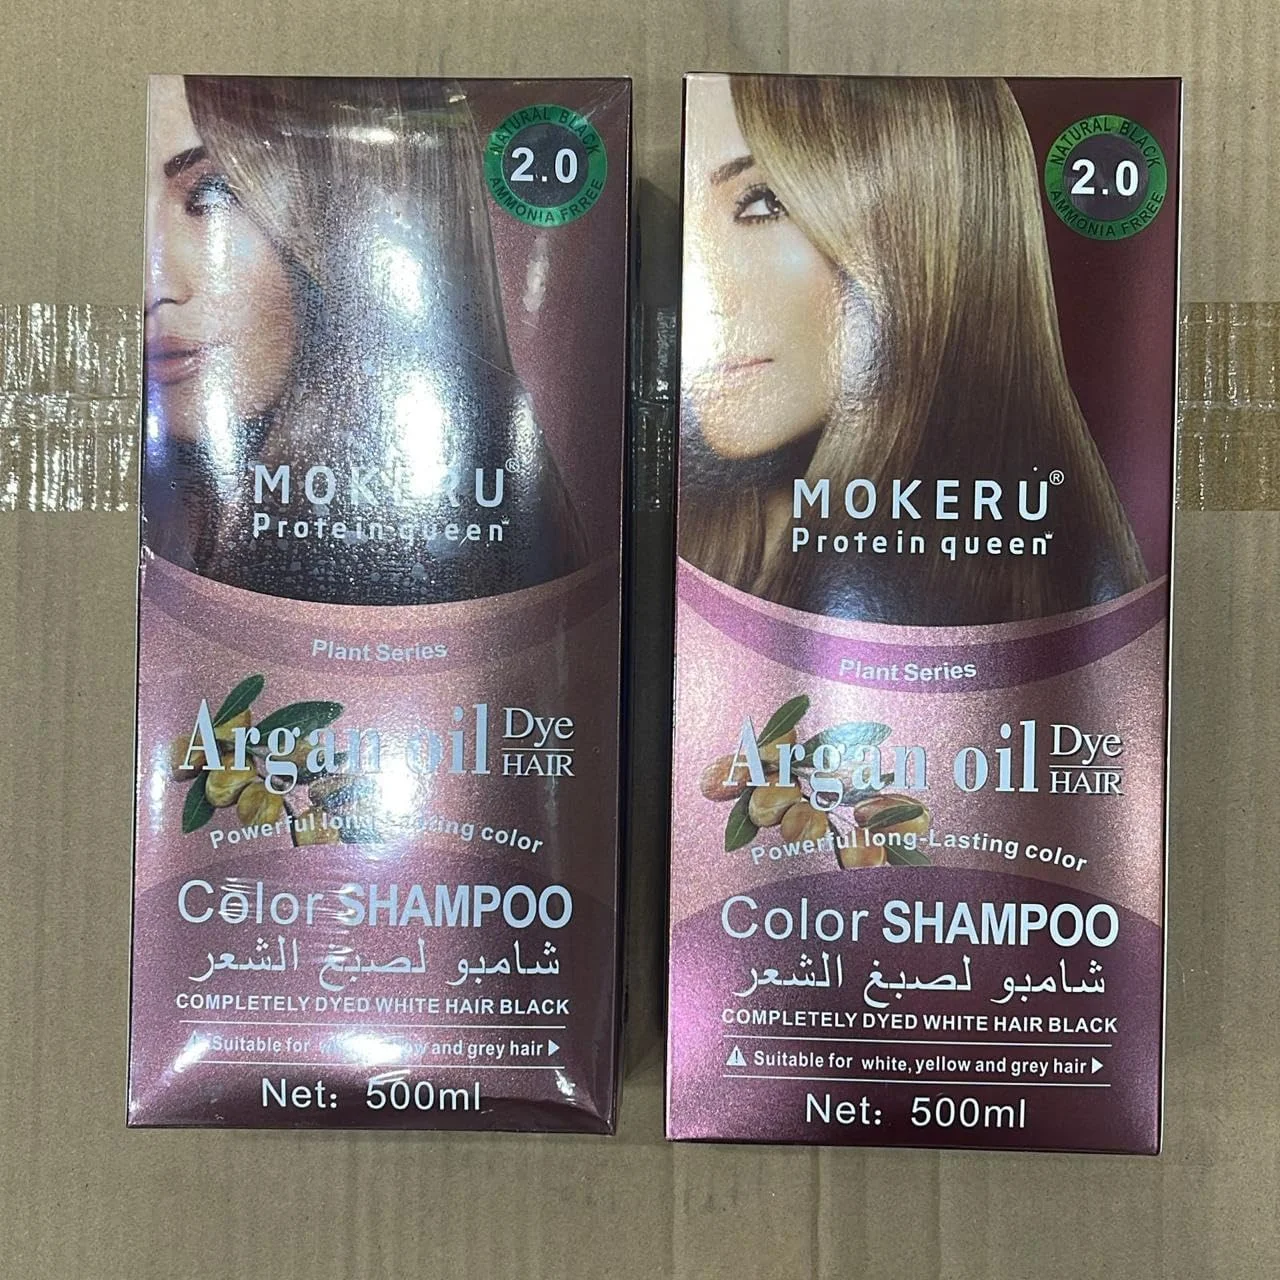 NATURAL BLACK
2.0
AMMONIA FRREE
MOKERU®
Protein queen
Plant Series
Argan oil Dye
HAIR
Powerful long-Lasting color
Color SHAMPOO
شامبو لصبغ الشعر
COMPLETELY DYED WHITE HAIR BLACK
Suitable for yellow and grey hair
Net: 500ml
NATURAL BLACK
2.0
AMMONIA FRREE
MOKERU®
Protein queen
Plant Series
Argan oil Dye
HAIR
Powerful long-Lasting color
Color SHAMPOO
شامبو لصبغ الشعر
COMPLETELY DYED WHITE HAIR BLACK
Suitable for white, yellow and grey hair
Net: 500ml